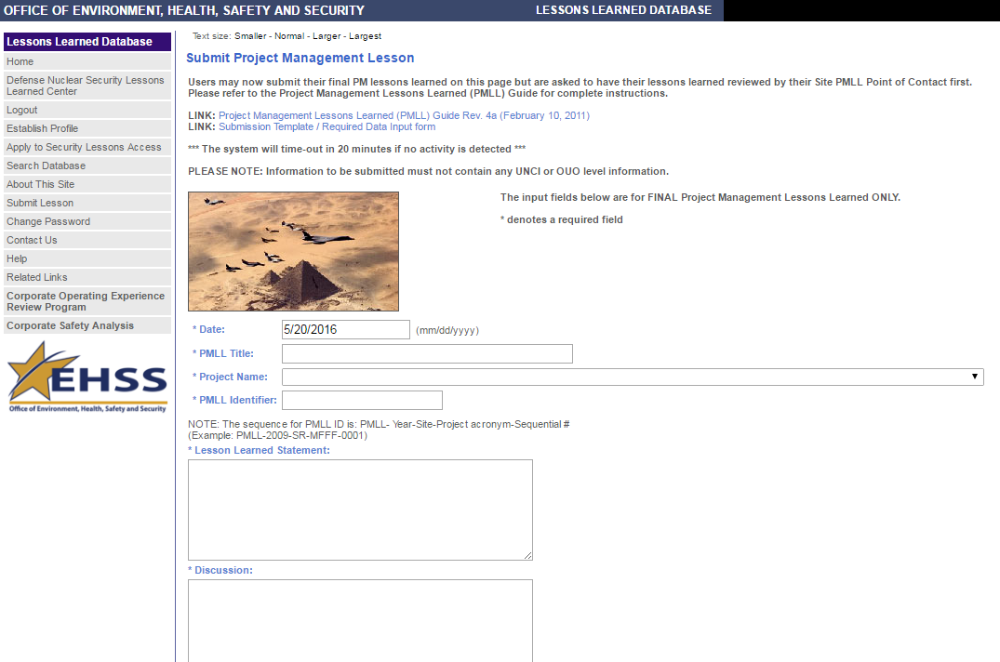 OFFICE OF ENVIRONMENT, HEALTH, SAFETY AND SECURITY
LESSONS LEARNED DATABASE
Lessons Learned Database
Home
Defense Nuclear Security Lessons
Learned Center
Logout
Establish Profile
Apply to Security Lessons Access
Search Database
About This Site
Submit Lesson
Change Password
Contact Us
Help
Related Links
Corporate Operating Experience
Review Program
Corporate Safety Analysis
EHSS
Office of Environment, Health, Safety and Security
Text size: Smaller - Normal - Larger - Largest
Submit Project Management Lesson
Users may now submit their final PM lessons learned on this page but are asked to have their lessons learned reviewed by their Site PMLL Point of Contact first.
Please refer to the Project Management Lessons Learned (PMLL) Guide for complete instructions.
LINK: Project Management Lessons Learned (PMLL) Guide Rev. 4a (February 10, 2011)
LINK: Submission Template / Required Data Input form
*** The system will time-out in 20 minutes if no activity is detected ***
PLEASE NOTE: Information to be submitted must not contain any UNCI or OUO level information.
The input fields below are for FINAL Project Management Lessons Learned ONLY.
* denotes a required field
* Date: 5/20/2016 (mm/dd/yyyy)
* PMLL Title:
* Project Name:
* PMLL Identifier:
NOTE: The sequence for PMLL ID is: PMLL- Year-Site-Project acronym-Sequential #
(Example: PMLL-2009-SR-MFFF-0001)
* Lesson Learned Statement:
* Discussion: